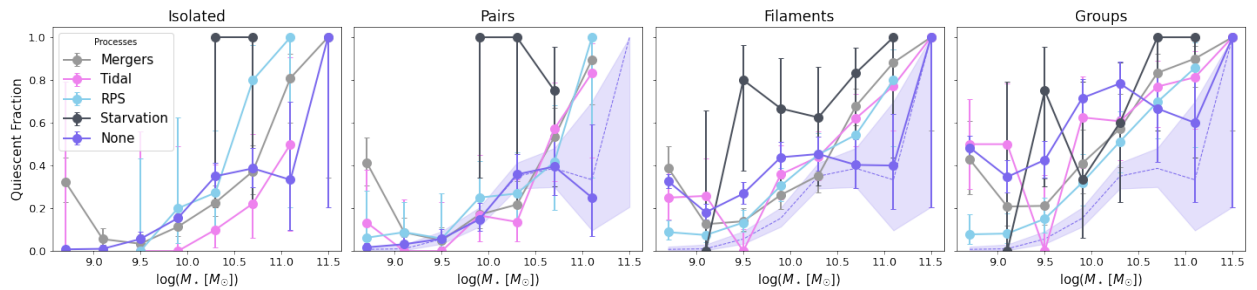 Isolated
Pairs
Filaments
Groups
Quiescent Fraction
1.0
0.8
0.6
0.4
0.2
0.0
Processes
Mergers
Tidal
RPS
Starvation
None
9.0 9.5 10.0 10.5 11.0 11.5
9.0 9.5 10.0 10.5 11.0 11.5
9.0 9.5 10.0 10.5 11.0 11.5
9.0 9.5 10.0 10.5 11.0 11.5
log(M⋆ [M⊙])
log(M⋆ [M⊙])
log(M⋆ [M⊙])
log(M⋆ [M⊙])